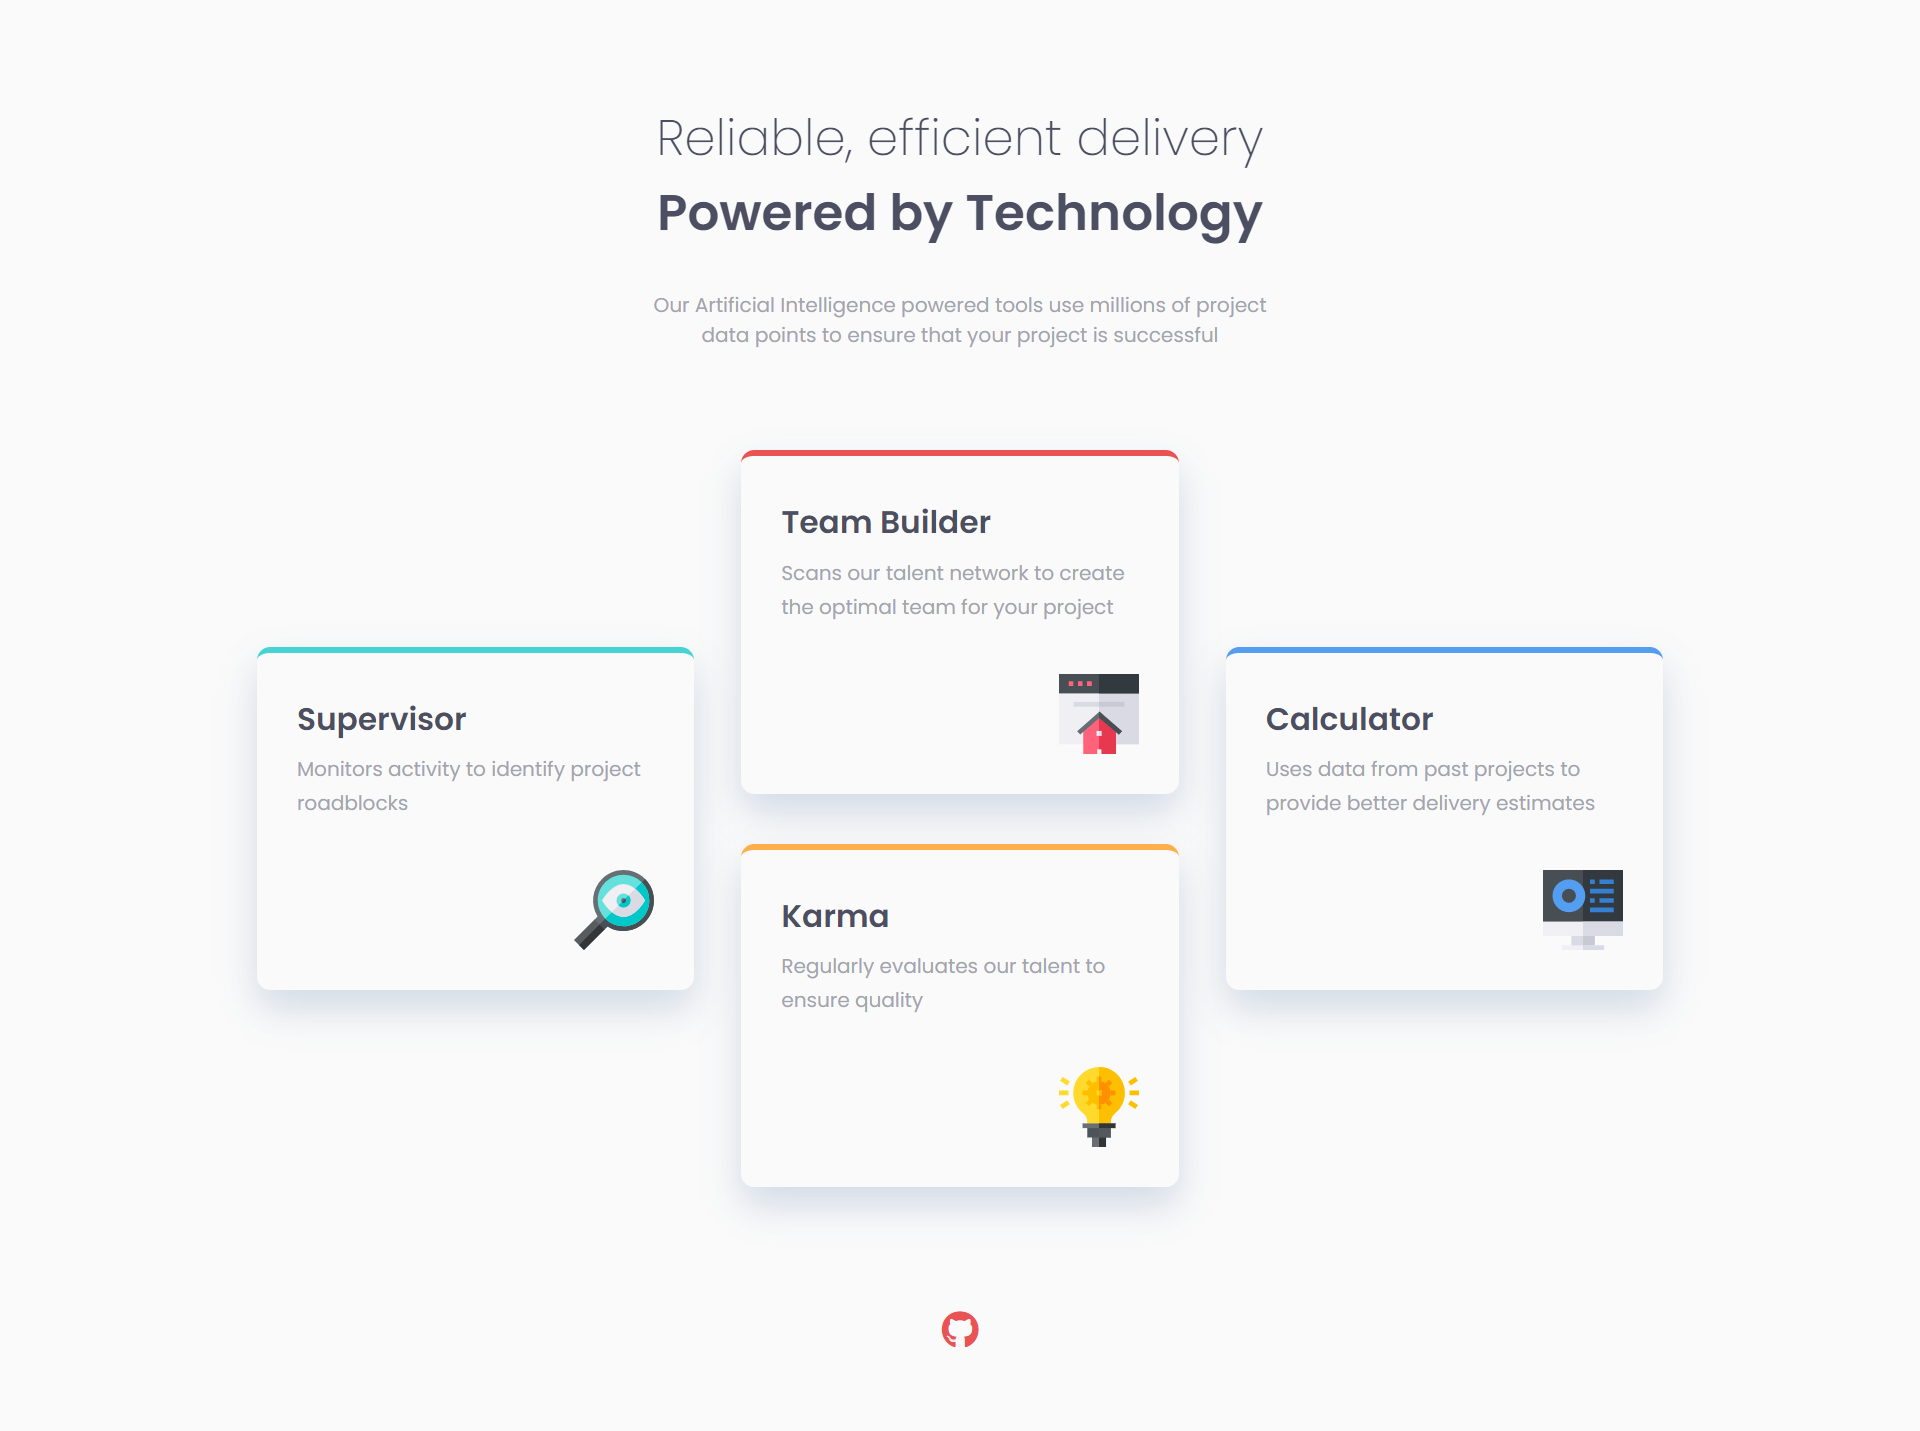 Reliable, efficient delivery
Powered by Technology
Our Artificial Intelligence powered tools use millions of project
data points to ensure that your project is successful
Team Builder
Scans our talent network to create
the optimal team for your project
Supervisor
Monitors activity to identify project
roadblocks
Calculator
Uses data from past projects to
provide better delivery estimates
Karma
Regularly evaluates our talent to
ensure quality